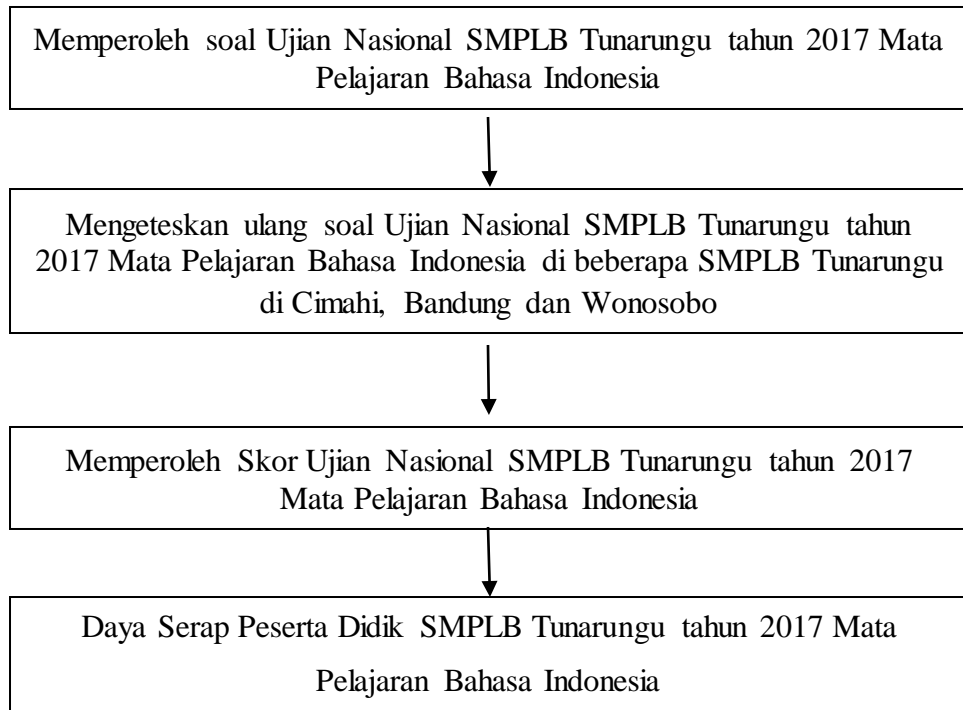 Memperoleh soal Ujian Nasional SMPLB Tunarungu tahun 2017 Mata
Pelajaran Bahasa Indonesia
Mengeteskan ulang soal Ujian Nasional SMPLB Tunarungu tahun
2017 Mata Pelajaran Bahasa Indonesia di beberapa SMPLB Tunarungu
di Cimahi, Bandung dan Wonosobo
Memperoleh Skor Ujian Nasional SMPLB Tunarungu tahun 2017
Mata Pelajaran Bahasa Indonesia
Daya Serap Peserta Didik SMPLB Tunarungu tahun 2017 Mata
Pelajaran Bahasa Indonesia